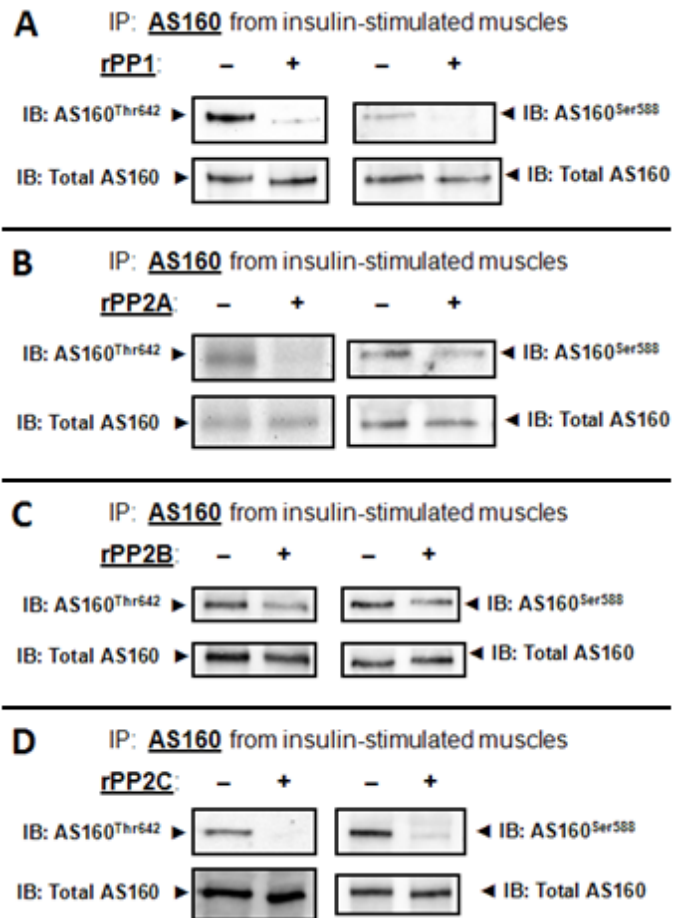 A IP: AS160 from insulin-stimulated muscles
rPP1: – + – +
IB: AS160Thr642 ► ◄ IB: AS160Ser588
IB: Total AS160 ► ◄ IB: Total AS160
B IP: AS160 from insulin-stimulated muscles
rPP2A: – + – +
IB: AS160Thr642 ► ◄ IB: AS160Ser588
IB: Total AS160 ► ◄ IB: Total AS160
C IP: AS160 from insulin-stimulated muscles
rPP2B: – + – +
IB: AS160Thr642 ► ◄ IB: AS160Ser588
IB: Total AS160 ► ◄ IB: Total AS160
D IP: AS160 from insulin-stimulated muscles
rPP2C: – + – +
IB: AS160Thr642 ► ◄ IB: AS160Ser588
IB: Total AS160 ► ◄ IB: Total AS160